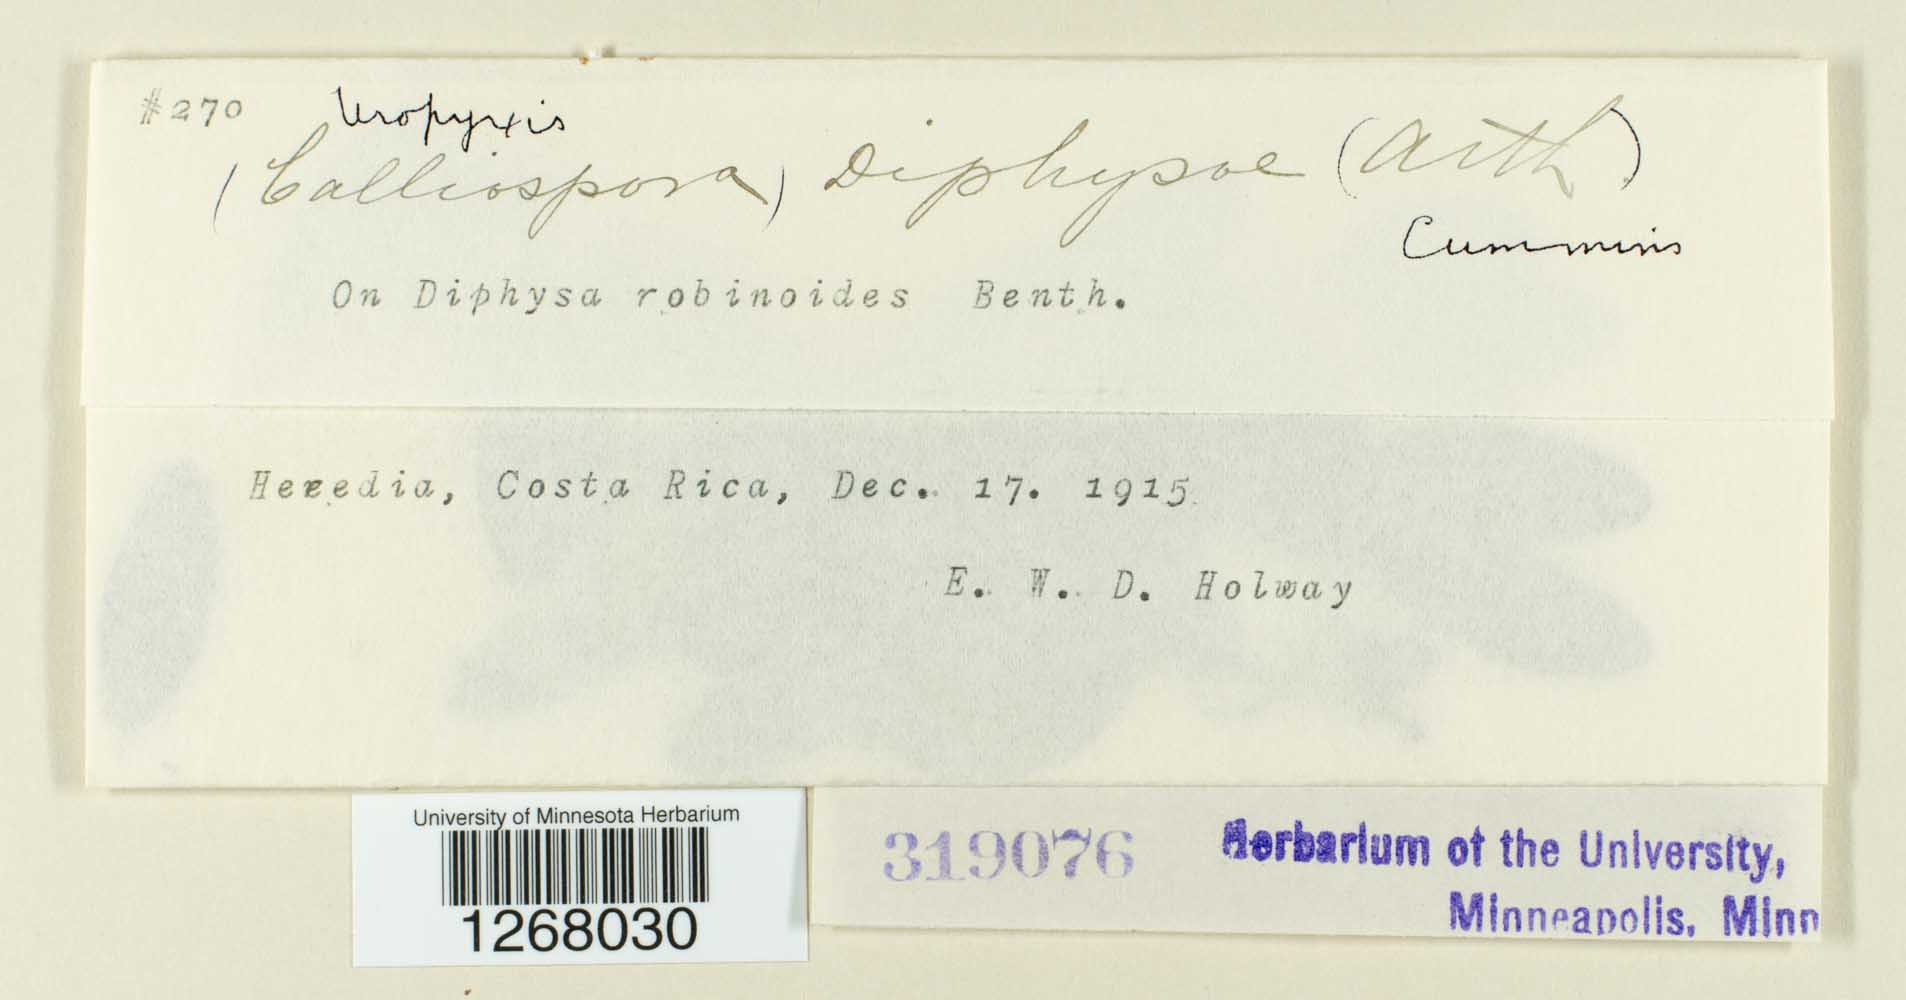 #270 Uropyxis
(Calliospora) Diphysae (Arth.)
Cummins
On Diphysa robinoides Benth.
Heredia, Costa Rica, Dec. 17. 1915
E. W. D. Holway
University of Minnesota Herbarium
1268030
319076
Herbarium of the University,
Minneapolis, Minn